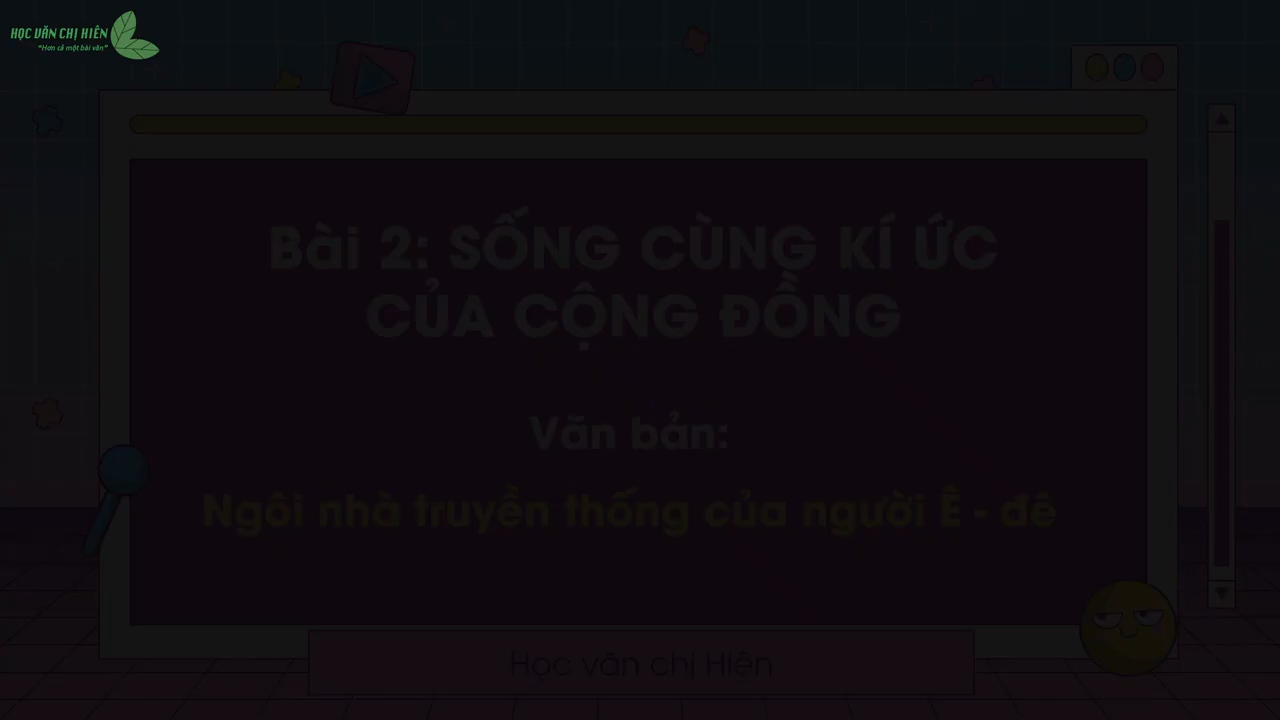 HỌC VĂN CHỊ HIÊN
"Hơn cả một bài văn"
Bài 2: SỐNG CÙNG KÍ ỨC
CỦA CỘNG ĐỒNG
Văn bản:
Ngôi nhà truyền thống của người Ê - đê
Học văn chị Hiên